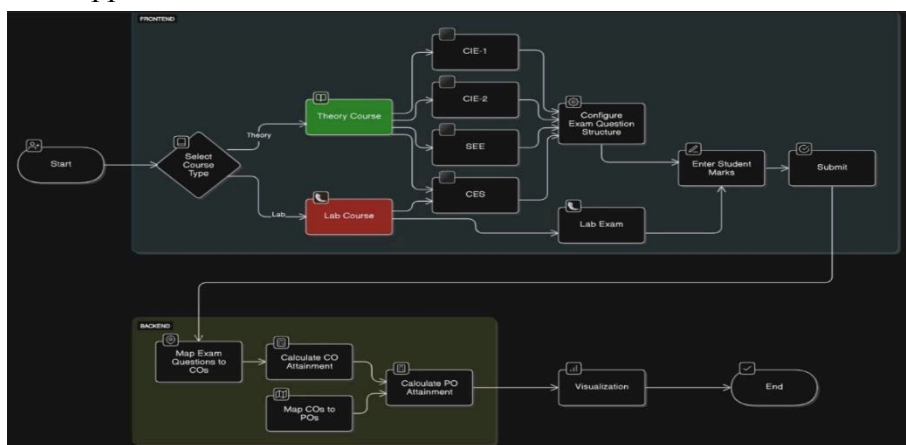 FRONTEND
CIE-1
CIE-2
Theory Course
Configure
Exam Question
Structure
Theory
SEE
Start
Select
Course
Type
Enter Student
Marks
Submit
CES
Lab
Lab Course
Lab Exam
BACKEND
Map Exam
Questions to
COs
Calculate CO
Attainment
Calculate PO
Attainment
Visualization
End
Map COs to
POs